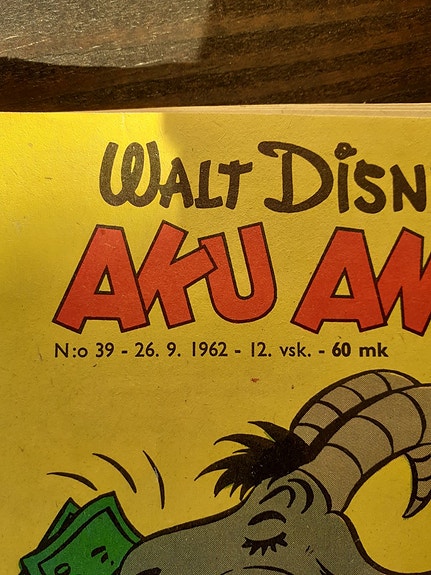 WALT DISN
AKU AN
N:o 39 - 26. 9. 1962 - 12. vsk. - 60 mk